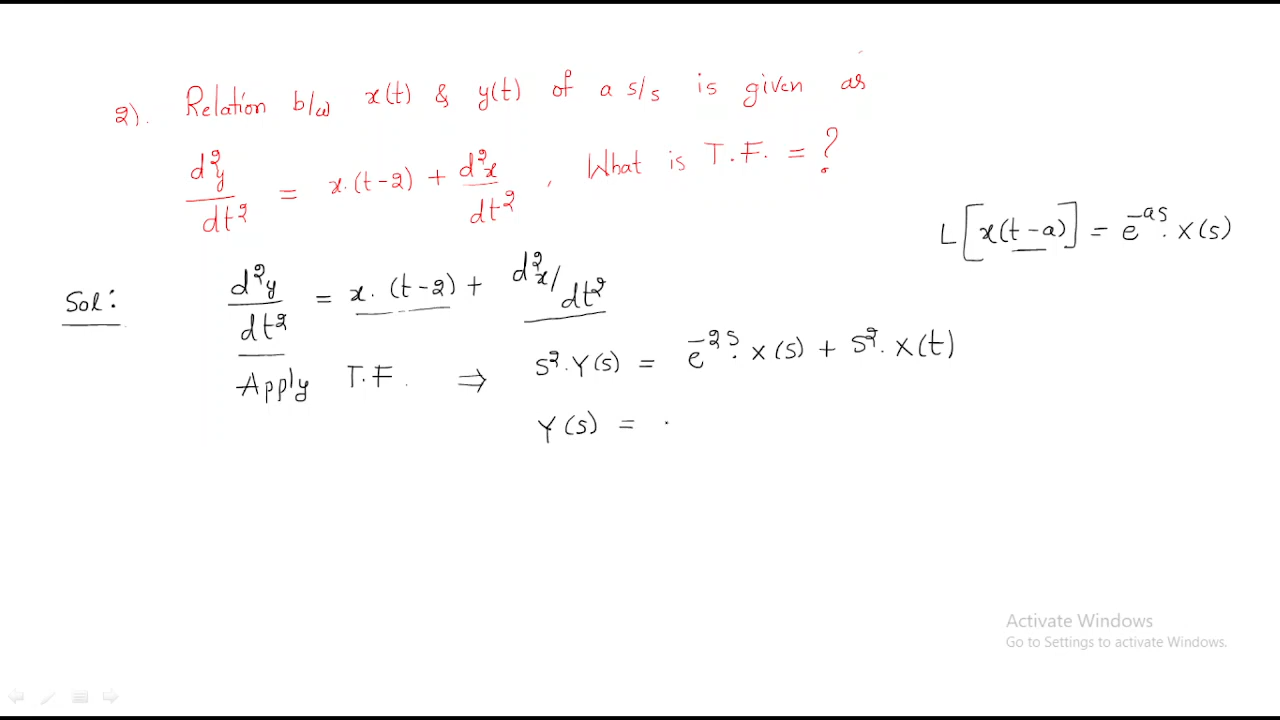 2). Relation b/w x(t) & y(t) of a s/s is given as
d²y/dt² = x.(t-2) + d²x/dt² , What is T.F. = ?
L[x(t-a)] = e^-as. X(s)
Sol: d²y/dt² = x. (t-2) + d²x/dt²
Apply T.F. ⇒ S².Y(s) = e^-2S. X(s) + S². X(t)
Y(s) = .
Activate Windows
Go to Settings to activate Windows.